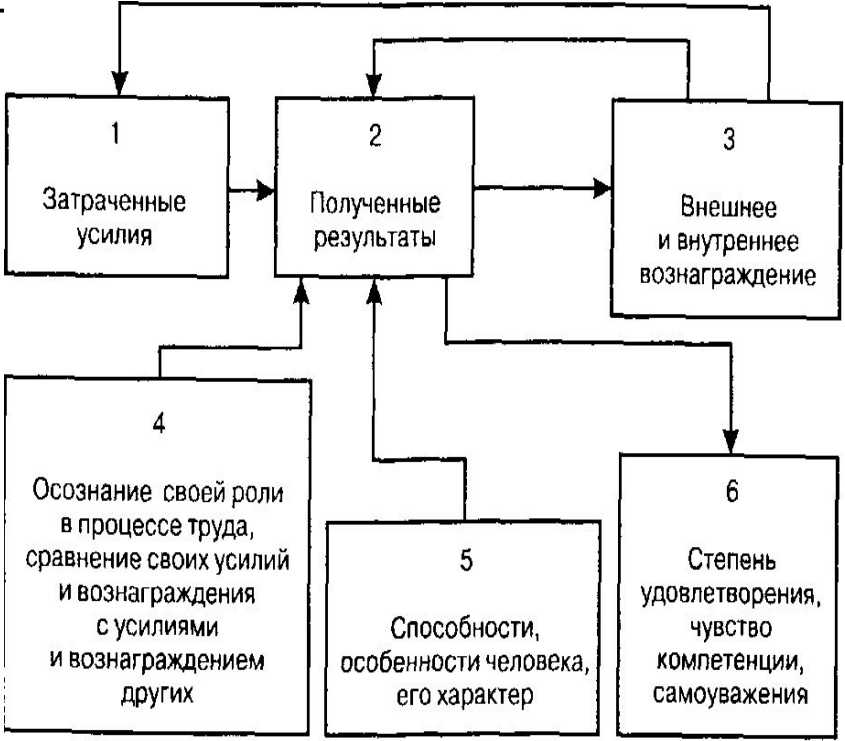 1
Затраченные
усилия
2
Полученные
результаты
3
Внешнее
и внутреннее
вознаграждение
4
Осознание своей роли
в процессе труда,
сравнение своих усилий
и вознаграждения
с усилиями
и вознаграждением
других
5
Способности,
особенности человека,
его характер
6
Степень
удовлетворения,
чувство
компетенции,
самоуважения